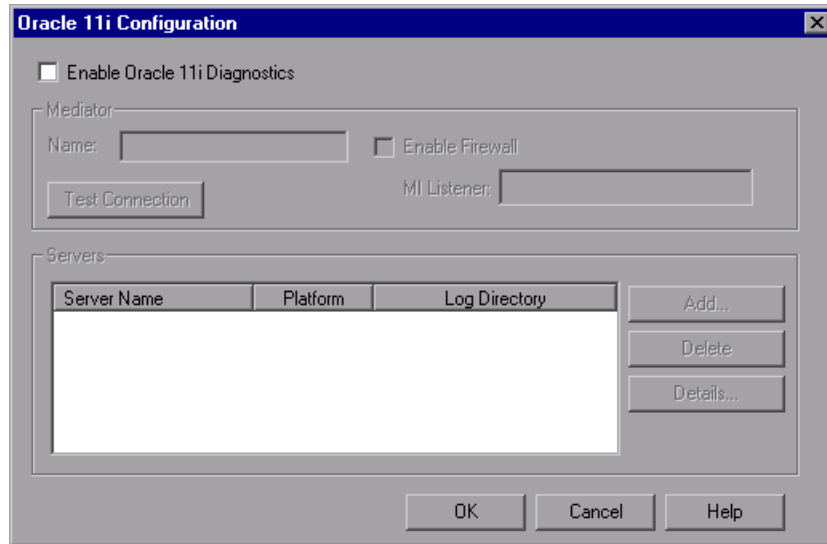 Oracle 11i Configuration
Enable Oracle 11i Diagnostics
Mediator
Name:
Enable Firewall
Test Connection
MI Listener:
Servers
Server Name Platform Log Directory
Add...
Delete
Details...
OK Cancel Help